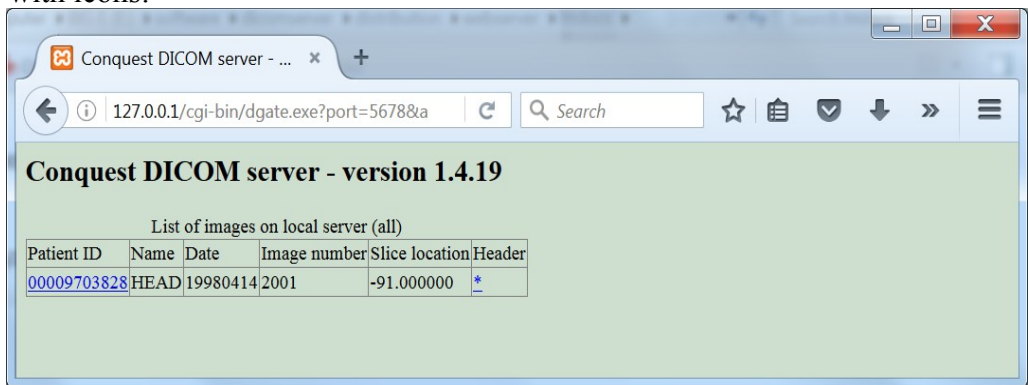 with icons:
Conquest DICOM server - ...
127.0.0.1/cgi-bin/dgate.exe?port=5678&a
Search
Conquest DICOM server - version 1.4.19
List of images on local server (all)
Patient ID Name Date Image number Slice location Header
00009703828 HEAD 19980414 2001 -91.000000 *